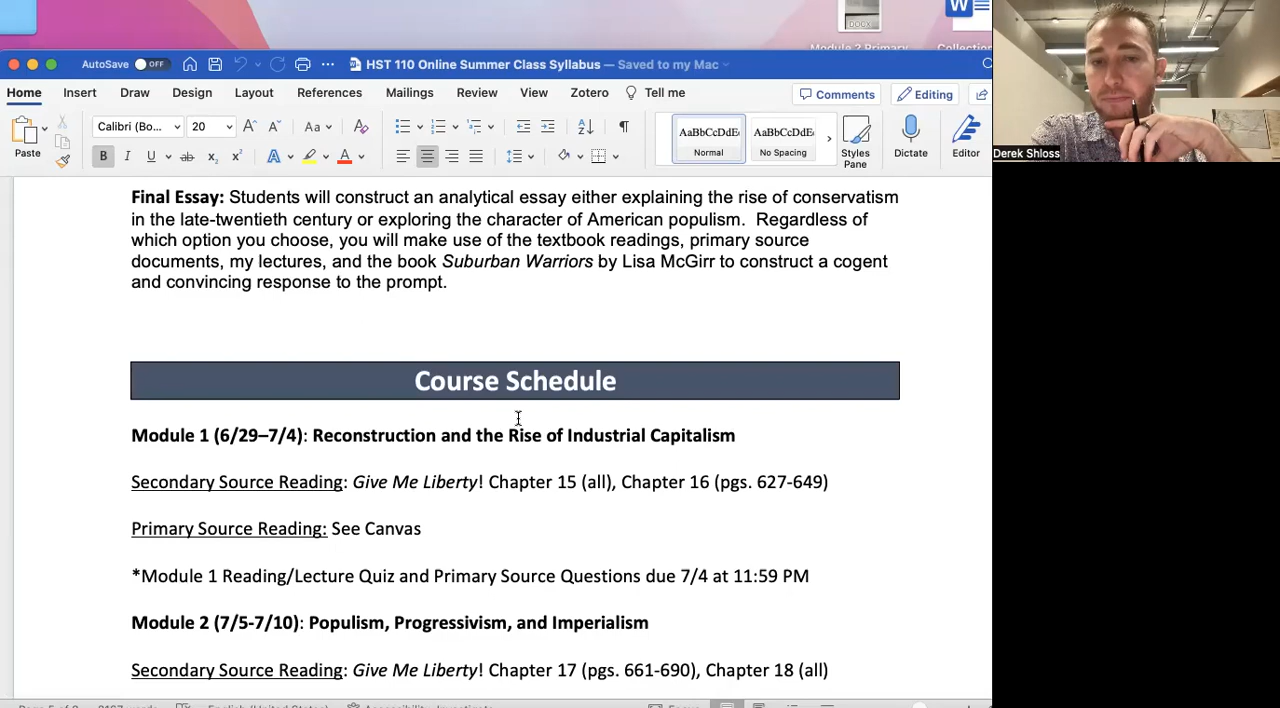 DOCX
W
Module 2 Primary
Collection
AutoSave OFF HST 110 Online Summer Class Syllabus — Saved to my Mac
Home Insert Draw Design Layout References Mailings Review View Zotero Tell me Comments Editing
Paste Calibri (Bo... 20 A A Aa A AaBbCcDdEe AaBbCcDdEe Styles Pane Dictate Editor
B I U ab x₂ x² A A Normal No Spacing
Derek Shloss
Final Essay: Students will construct an analytical essay either explaining the rise of conservatism
in the late-twentieth century or exploring the character of American populism. Regardless of
which option you choose, you will make use of the textbook readings, primary source
documents, my lectures, and the book Suburban Warriors by Lisa McGirr to construct a cogent
and convincing response to the prompt.
Course Schedule
Module 1 (6/29–7/4): Reconstruction and the Rise of Industrial Capitalism
Secondary Source Reading: Give Me Liberty! Chapter 15 (all), Chapter 16 (pgs. 627-649)
Primary Source Reading: See Canvas
*Module 1 Reading/Lecture Quiz and Primary Source Questions due 7/4 at 11:59 PM
Module 2 (7/5-7/10): Populism, Progressivism, and Imperialism
Secondary Source Reading: Give Me Liberty! Chapter 17 (pgs. 661-690), Chapter 18 (all)